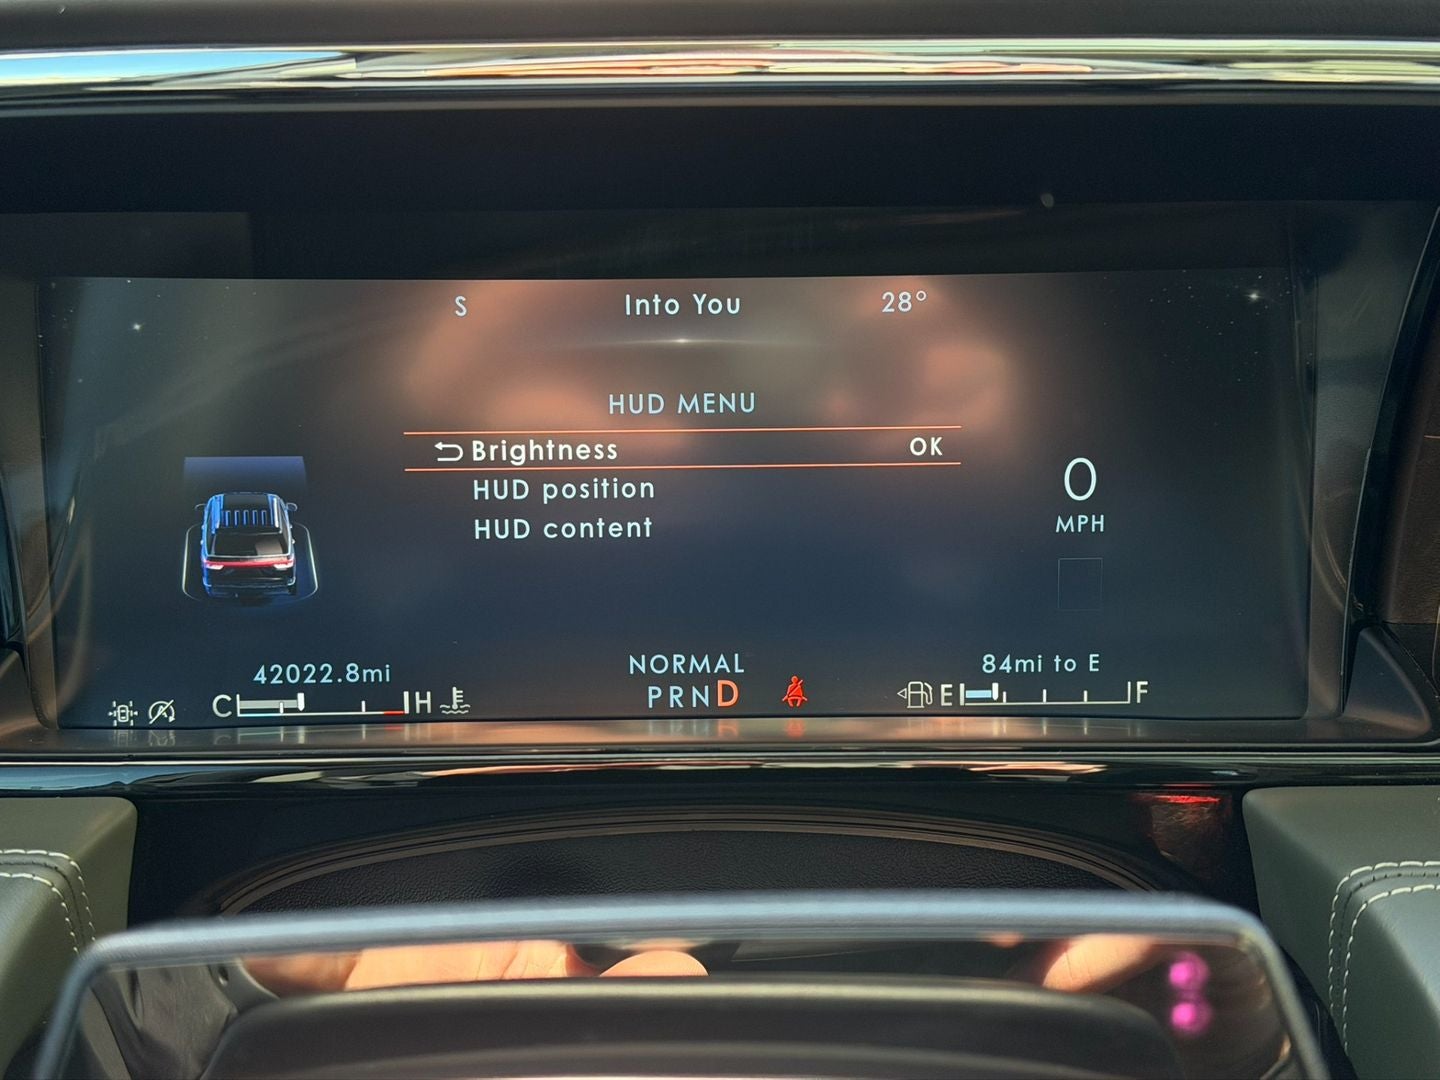 S Into You 28°
HUD MENU
Brightness OK
HUD position
HUD content
0
MPH
42022.8mi
NORMAL
84mi to E
C H
PRND
E F